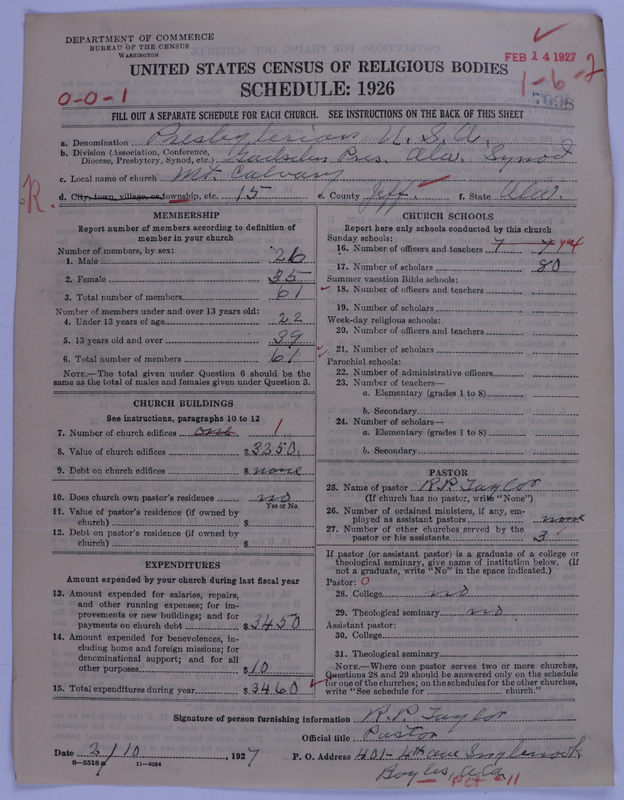 DEPARTMENT OF COMMERCE
BUREAU OF THE CENSUS
WASHINGTON
FEB 14 1927
1-6-2
0-0-1
UNITED STATES CENSUS OF RELIGIOUS BODIES
SCHEDULE: 1926
FILL OUT A SEPARATE SCHEDULE FOR EACH CHURCH. SEE INSTRUCTIONS ON THE BACK OF THIS SHEET
a. Denomination Presbyterian U. S. A.
b. Division (Association, Conference,
Diocese, Presbytery, Synod, etc.) Pres. Ala. Synod
c. Local name of church Mt Calvary
R.
d. City, town, village, or township, etc. 15 e. County Jeff. f. State Ala.
MEMBERSHIP
Report number of members according to definition of
member in your church
Number of members, by sex:
1. Male 26
2. Female 35
3. Total number of members 61
Number of members under and over 13 years old:
4. Under 13 years of age 22
5. 13 years old and over 39
6. Total number of members 61
NOTE.—The total given under Question 6 should be the
same as the total of males and females given under Question 3.
CHURCH BUILDINGS
See instructions, paragraphs 10 to 12
7. Number of church edifices one 1
8. Value of church edifices $3350.
9. Debt on church edifices $ none
10. Does church own pastor's residence no
Yes or No
11. Value of pastor's residence (if owned by
church) $
12. Debt on pastor's residence (if owned by
church) $
EXPENDITURES
Amount expended by your church during last fiscal year
13. Amount expended for salaries, repairs,
and other running expenses; for im-
provements or new buildings; and for
payments on church debt $3450
14. Amount expended for benevolences, in-
cluding home and foreign missions; for
denominational support; and for all
other purposes $10
15. Total expenditures during year $3460
CHURCH SCHOOLS
Report here only schools conducted by this church
Sunday schools:
16. Number of officers and teachers 7 7
17. Number of scholars 80
Summer vacation Bible schools:
18. Number of officers and teachers
19. Number of scholars
Week-day religious schools:
20. Number of officers and teachers
21. Number of scholars
Parochial schools:
22. Number of administrative officers
23. Number of teachers—
a. Elementary (grades 1 to 8)
b. Secondary
24. Number of scholars—
a. Elementary (grades 1 to 8)
b. Secondary
PASTOR
25. Name of pastor R.P. Taylor
(If church has no pastor, write "None")
26. Number of ordained ministers, if any, em-
ployed as assistant pastors none
27. Number of other churches served by the
pastor or his assistants 3
If pastor (or assistant pastor) is a graduate of a college or
theological seminary, give name of institution below. (If
not a graduate, write "No" in the space indicated.)
Pastor: 0
28. College no
29. Theological seminary no
Assistant pastor:
30. College
31. Theological seminary
NOTE.—Where one pastor serves two or more churches,
Questions 28 and 29 should be answered only on the schedule
for one of the churches; on the schedules for the other churches,
write "See schedule for church."
Signature of person furnishing information R.P. Taylor
Official title Pastor
Date 2/10, 1927 P. O. Address 401-4th ave Inglenook
Boyles, Ala
8-5518 11-9054